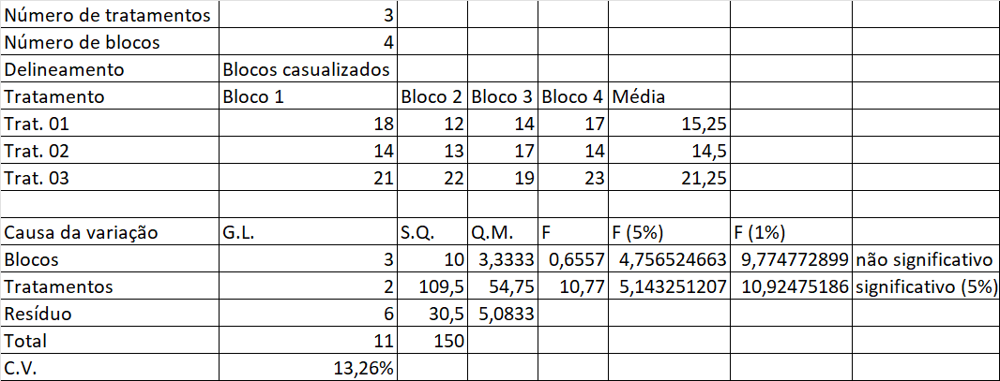 Número de tratamentos 3
Número de blocos 4
Delineamento Blocos casualizados
Tratamento Bloco 1 Bloco 2 Bloco 3 Bloco 4 Média
Trat. 01 18 12 14 17 15,25
Trat. 02 14 13 17 14 14,5
Trat. 03 21 22 19 23 21,25
Causa da variação G.L. S.Q. Q.M. F F (5%) F (1%)
Blocos 3 10 3,3333 0,6557 4,756524663 9,774772899 não significativo
Tratamentos 2 109,5 54,75 10,77 5,143251207 10,92475186 significativo (5%)
Resíduo 6 30,5 5,0833
Total 11 150
C.V. 13,26%